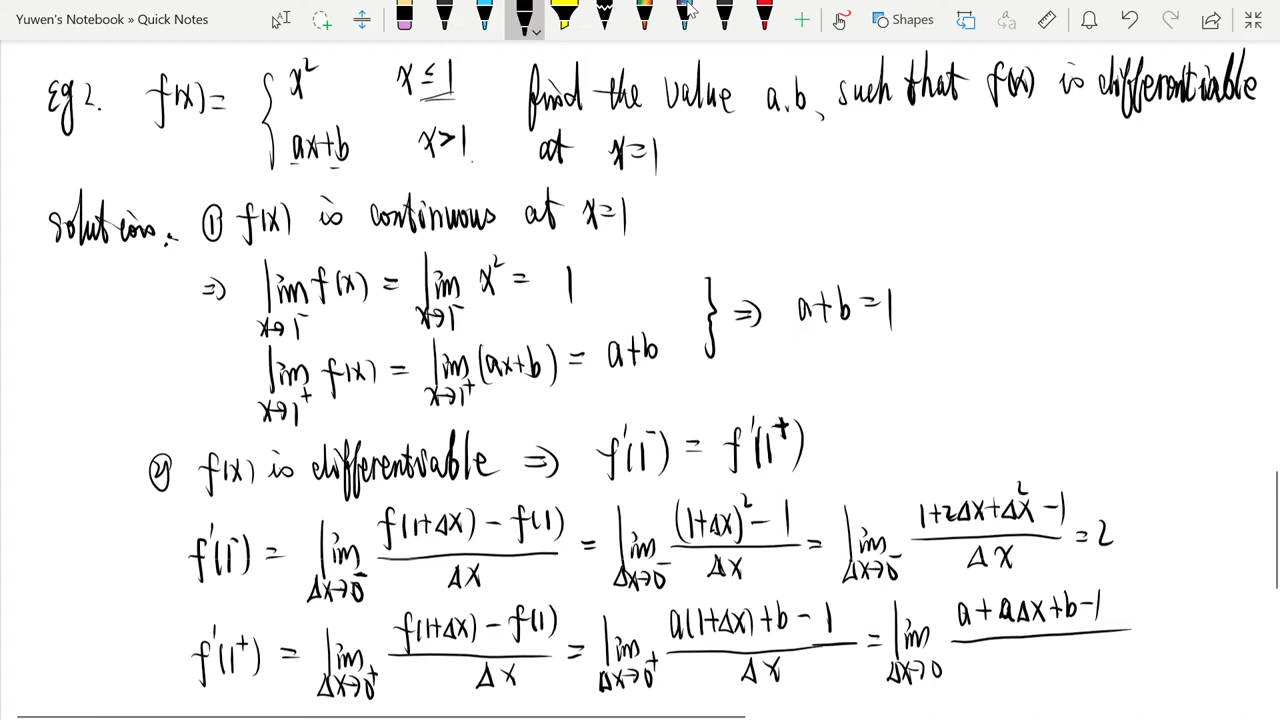 Yuwen's Notebook » Quick Notes
Shapes
Eg 2. f(x) = { x² x ≤ 1 find the value a.b, such that f(x) is differentiable
ax+b x>1. at x=1
Solution: ① f(x) is continuous at x=1
⇒ lim x→1⁻ f(x) = lim x→1⁻ x² = 1
} ⇒ a+b=1
lim x→1⁺ f(x) = lim x→1⁺ (ax+b) = a+b
② f(x) is differentiable ⇒ f'(1⁻) = f'(1⁺)
f'(1⁻) = lim Δx→0⁻ (f(1+Δx) − f(1))/Δx = lim Δx→0⁻ ((1+Δx)² − 1)/Δx = lim Δx→0⁻ (1+2Δx+Δx² −1)/Δx = 2
f'(1⁺) = lim Δx→0⁺ (f(1+Δx) − f(1))/Δx = lim Δx→0⁺ (a(1+Δx)+b − 1)/Δx = lim Δx→0 a+aΔx+b−1